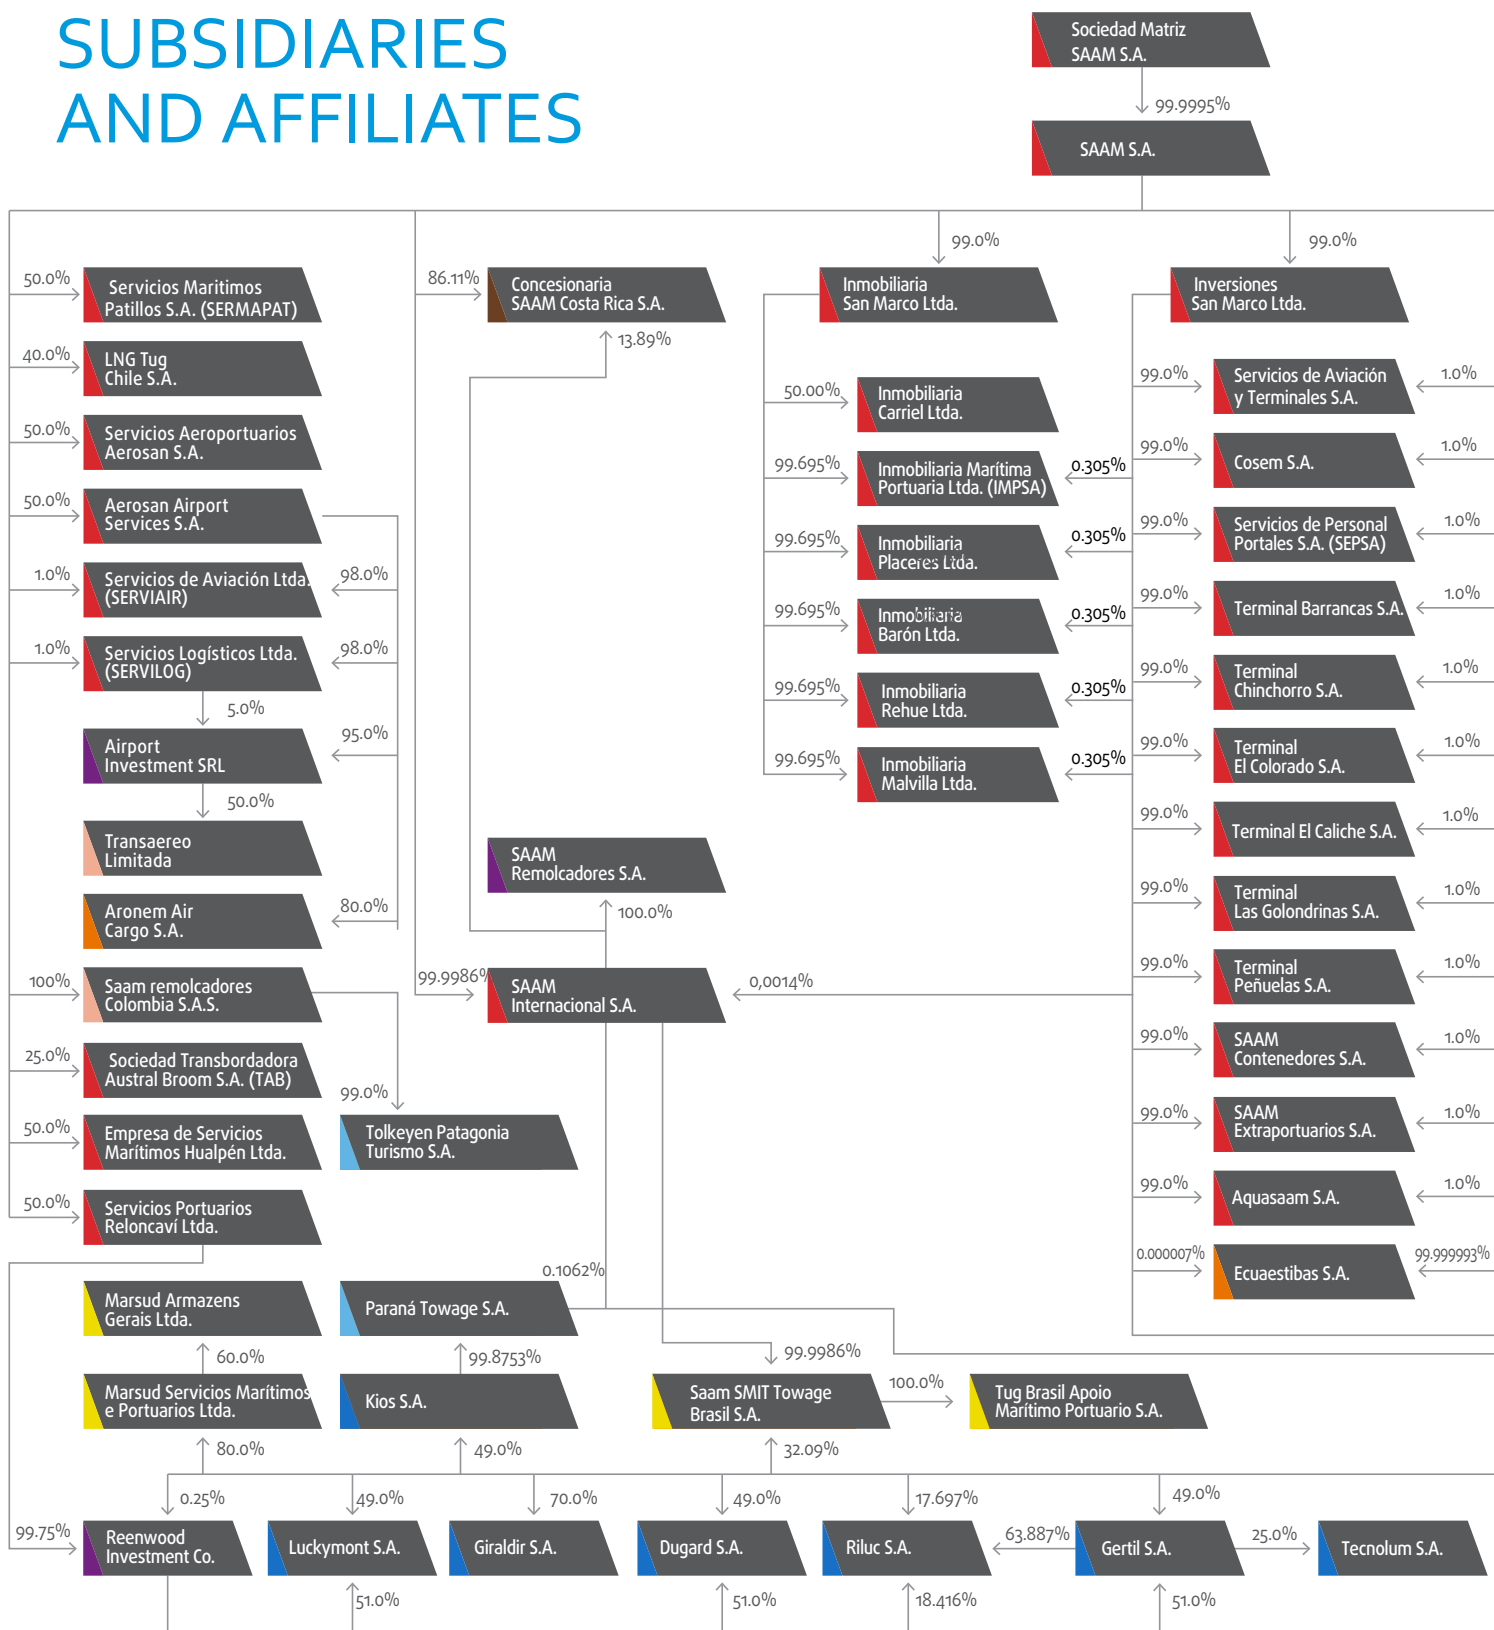 SUBSIDIARIES
AND AFFILIATES
Sociedad Matriz
SAAM S.A.
99.9995%
SAAM S.A.
50.0%
Servicios Maritimos
Patillos S.A. (SERMAPAT)
40.0%
LNG Tug
Chile S.A.
50.0%
Servicios Aeroportuarios
Aerosan S.A.
50.0%
Aerosan Airport
Services S.A.
1.0%
Servicios de Aviación Ltda.
(SERVIAIR)
98.0%
1.0%
Servicios Logísticos Ltda.
(SERVILOG)
98.0%
5.0%
Airport
Investment SRL
95.0%
50.0%
Transaereo
Limitada
Aronem Air
Cargo S.A.
80.0%
100%
Saam remolcadores
Colombia S.A.S.
25.0%
Sociedad Transbordadora
Austral Broom S.A. (TAB)
99.0%
50.0%
Empresa de Servicios
Marítimos Hualpén Ltda.
Tolkeyen Patagonia
Turismo S.A.
50.0%
Servicios Portuarios
Reloncaví Ltda.
86.11%
Concesionaria
SAAM Costa Rica S.A.
13.89%
SAAM
Remolcadores S.A.
100.0%
99.9986%
SAAM
Internacional S.A.
0,0014%
99.0%
Inmobiliaria
San Marco Ltda.
50.00%
Inmobiliaria
Carriel Ltda.
99.695%
Inmobiliaria Marítima
Portuaria Ltda. (IMPSA)
0.305%
99.695%
Inmobiliaria
Placeres Ltda.
0.305%
99.695%
Inmobiliaria
Barón Ltda.
0.305%
99.695%
Inmobiliaria
Rehue Ltda.
0.305%
99.695%
Inmobiliaria
Malvilla Ltda.
0.305%
99.0%
Inversiones
San Marco Ltda.
99.0%
Servicios de Aviación
y Terminales S.A.
1.0%
99.0%
Cosem S.A.
1.0%
99.0%
Servicios de Personal
Portales S.A. (SEPSA)
1.0%
99.0%
Terminal Barrancas S.A.
1.0%
99.0%
Terminal
Chinchorro S.A.
1.0%
99.0%
Terminal
El Colorado S.A.
1.0%
99.0%
Terminal El Caliche S.A.
1.0%
99.0%
Terminal
Las Golondrinas S.A.
1.0%
99.0%
Terminal
Peñuelas S.A.
1.0%
99.0%
SAAM
Contenedores S.A.
1.0%
99.0%
SAAM
Extraportuarios S.A.
1.0%
99.0%
Aquasaam S.A.
1.0%
0.000007%
Ecuaestibas S.A.
99.999993%
Marsud Armazens
Gerais Ltda.
60.0%
Marsud Servicios Marítimos
e Portuarios Ltda.
80.0%
0.1062%
Paraná Towage S.A.
99.8753%
Kios S.A.
49.0%
99.9986%
Saam SMIT Towage
Brasil S.A.
100.0%
Tug Brasil Apoio
Marítimo Portuario S.A.
32.09%
0.25%
99.75%
Reenwood
Investment Co.
49.0%
Luckymont S.A.
51.0%
70.0%
Giraldir S.A.
49.0%
Dugard S.A.
51.0%
17.697%
Riluc S.A.
18.416%
63.887%
49.0%
Gertil S.A.
51.0%
25.0%
Tecnolum S.A.